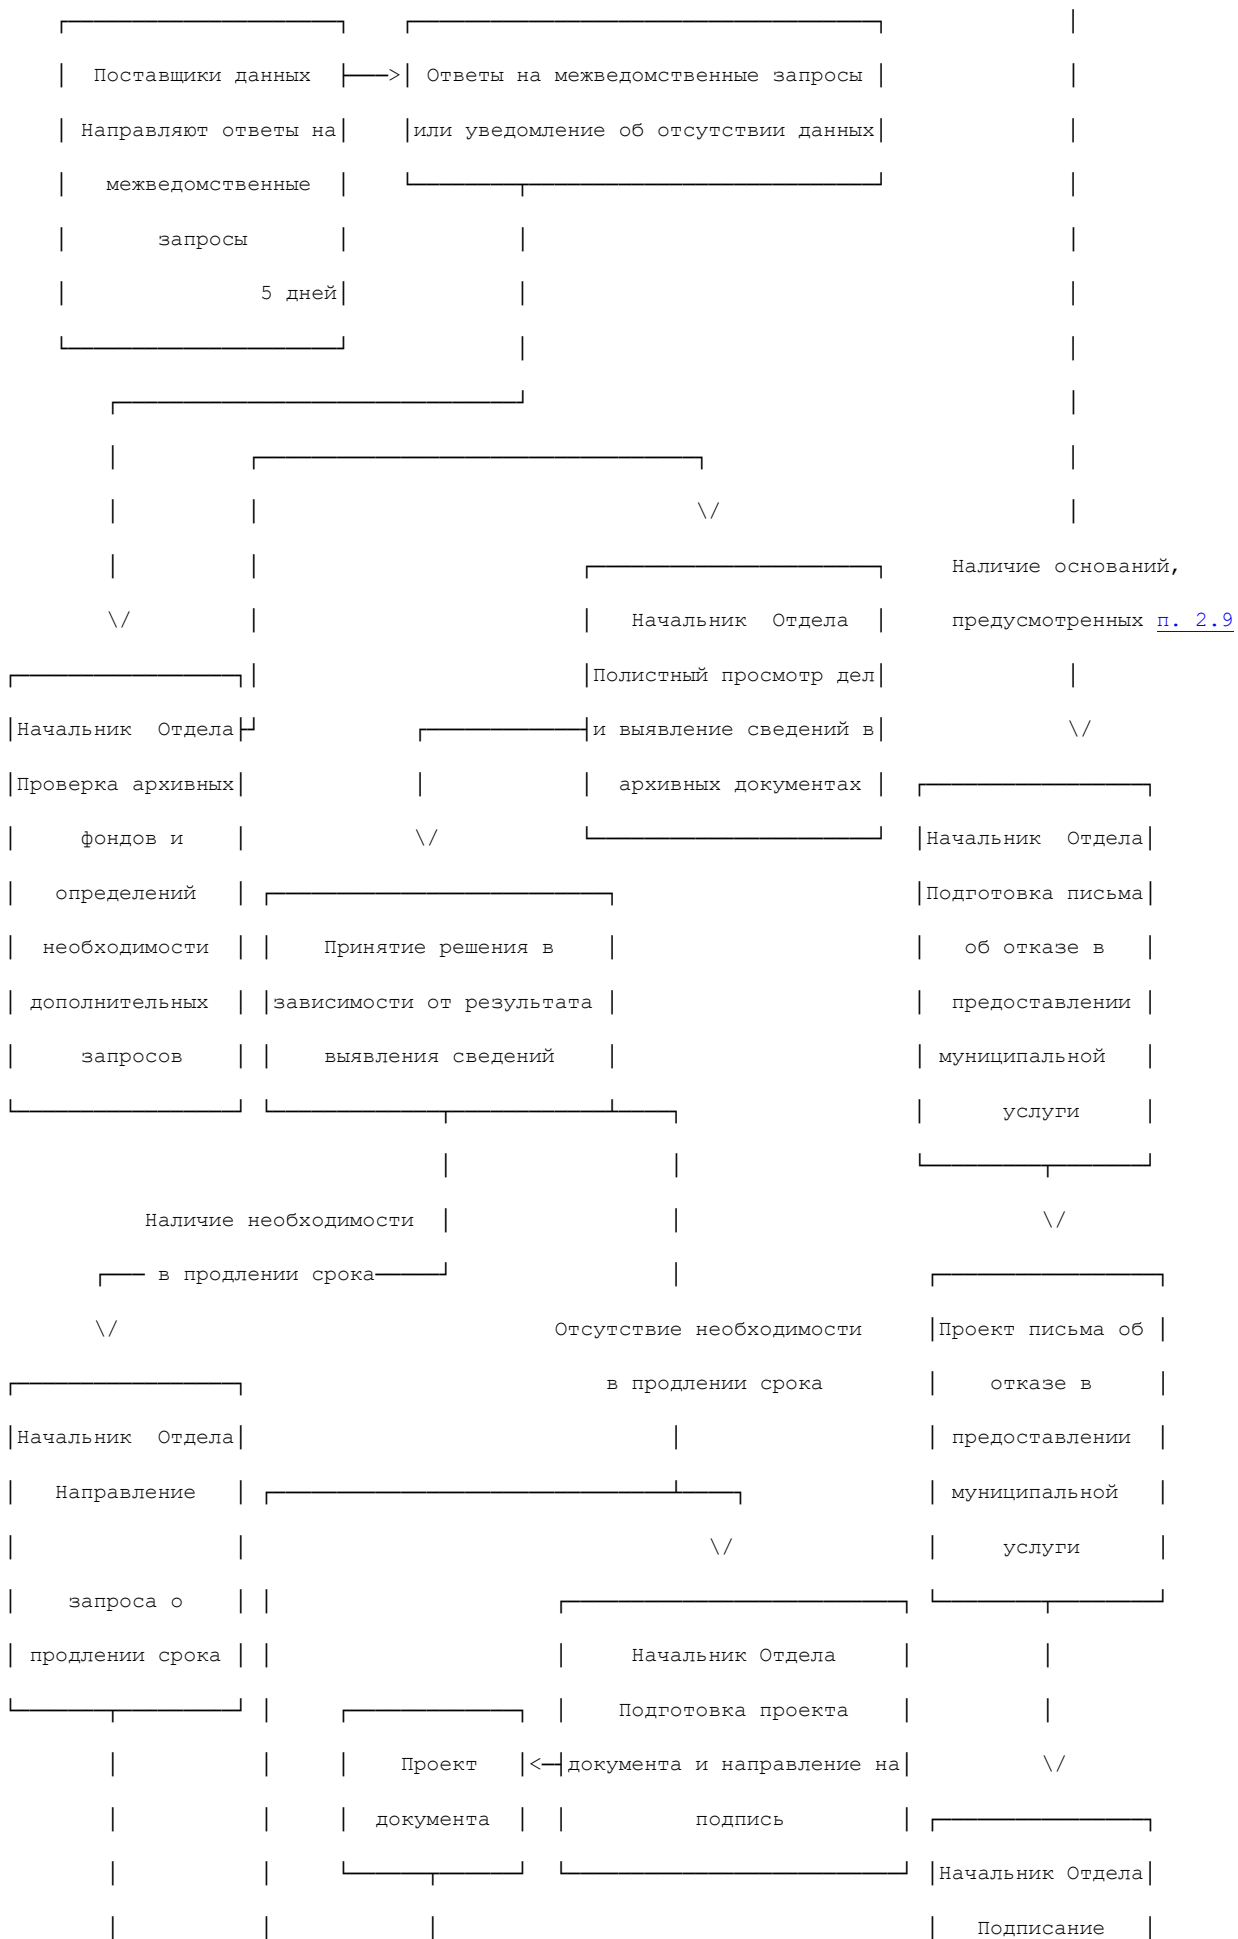 Поставщики данных
Направляют ответы на
межведомственные
запросы
5 дней
Ответы на межведомственные запросы
или уведомление об отсутствии данных
Наличие оснований,
предусмотренных п. 2.9
Начальник Отдела
Полистный просмотр дел
и выявление сведений в
архивных документах
Начальник Отдела
Проверка архивных
фондов и
определений
необходимости
дополнительных
запросов
Принятие решения в
зависимости от результата
выявления сведений
Начальник Отдела
Подготовка письма
об отказе в
предоставлении
муниципальной
услуги
Наличие необходимости
в продлении срока
Отсутствие необходимости
в продлении срока
Проект письма об
отказе в
предоставлении
муниципальной
услуги
Начальник Отдела
Направление
запроса о
продлении срока
Начальник Отдела
Подготовка проекта
документа и направление на
подпись
Проект
документа
Начальник Отдела
Подписание